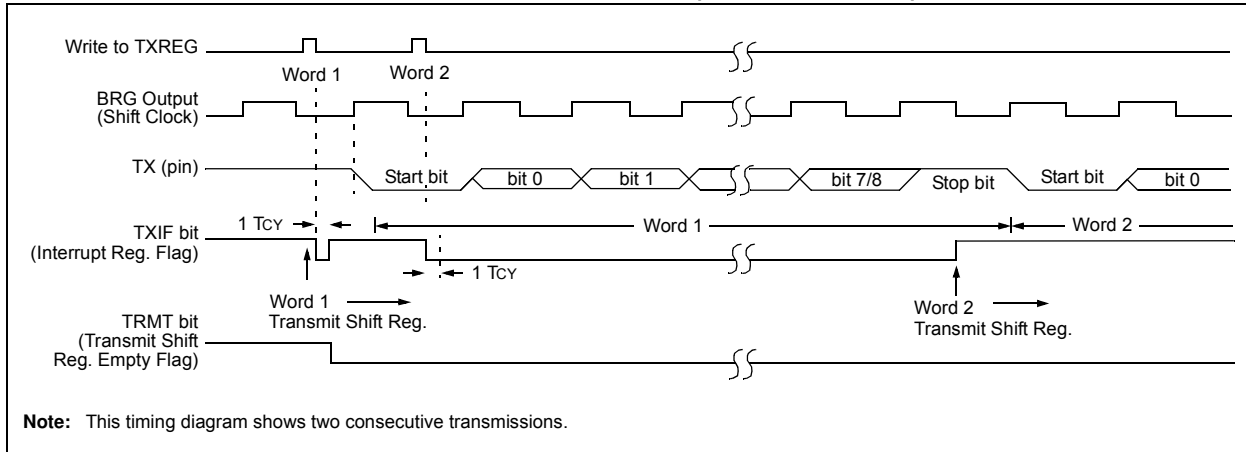 Write to TXREG
Word 1
Word 2
BRG Output
(Shift Clock)
TX (pin)
Start bit
bit 0
bit 1
bit 7/8
Stop bit
Start bit
bit 0
1 TCY
Word 1
Word 2
TXIF bit
(Interrupt Reg. Flag)
1 TCY
Word 1
Transmit Shift Reg.
Word 2
Transmit Shift Reg.
TRMT bit
(Transmit Shift
Reg. Empty Flag)
Note: This timing diagram shows two consecutive transmissions.